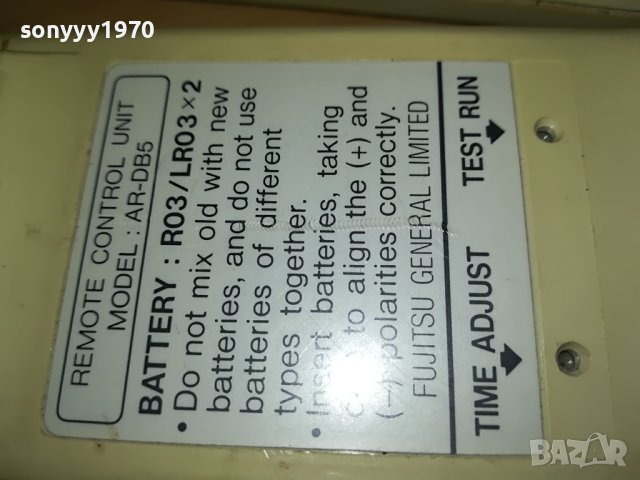 sonyyy1970
REMOTE CONTROL UNIT
MODEL : AR-DB5
BATTERY : R03/LR03×2
• Do not mix old with new
batteries, and do not use
batteries of different
types together.
• Insert batteries, taking
to align the (+) and
(−) polarities correctly.
FUJITSU GENERAL LIMITED
TIME ADJUST TEST RUN
BAZAR